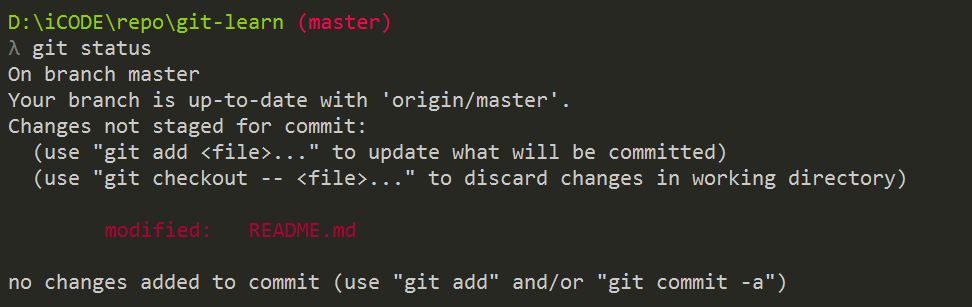 D:\iCODE\repo\git-learn (master)
λ git status
On branch master
Your branch is up-to-date with 'origin/master'.
Changes not staged for commit:
  (use "git add <file>..." to update what will be committed)
  (use "git checkout -- <file>..." to discard changes in working directory)

        modified:   README.md

no changes added to commit (use "git add" and/or "git commit -a")